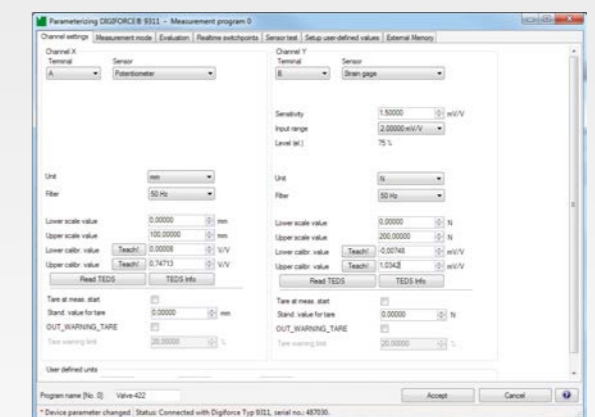 Parameterizing DIGIFORCE® 9311 - Measurement program 0
Channel settings Measurement mode Evaluation Realtime switchpoints Sensor test Setup user-defined values External Memory
Channel X Channel Y
Terminal Sensor Terminal Sensor
A Potentiometer B Strain gage
Sensitivity 1.50000 mV/V
Input range 2.00000 mV/V
Level (el.) 75 %
Unit mm Unit N
Filter 50 Hz Filter 50 Hz
Lower scale value 0,00000 mm Lower scale value 0.00000 N
Upper scale value 100,00000 mm Upper scale value 200,00000 N
Lower calibr. value Teach! 0.00008 V/V Lower calibr. value Teach! -0,00748 mV/V
Upper calibr. value Teach! 0,74713 V/V Upper calibr. value Teach! 1.0342 mV/V
Read TEDS TEDS Info Read TEDS TEDS Info
Tare at meas. start Tare at meas. start
Stand. value for tare 0.00000 mm Stand. value for tare 0.00000 N
OUT_WARNING_TARE OUT_WARNING_TARE
Tare warning limit 20,00000 % Tare warning limit 20,00000 %
User defined units
Program name [No. 0] Valve-422 Accept Cancel
* Device parameter changed Status: Connected with Digiforce Typ 9311, serial no.: 487030.